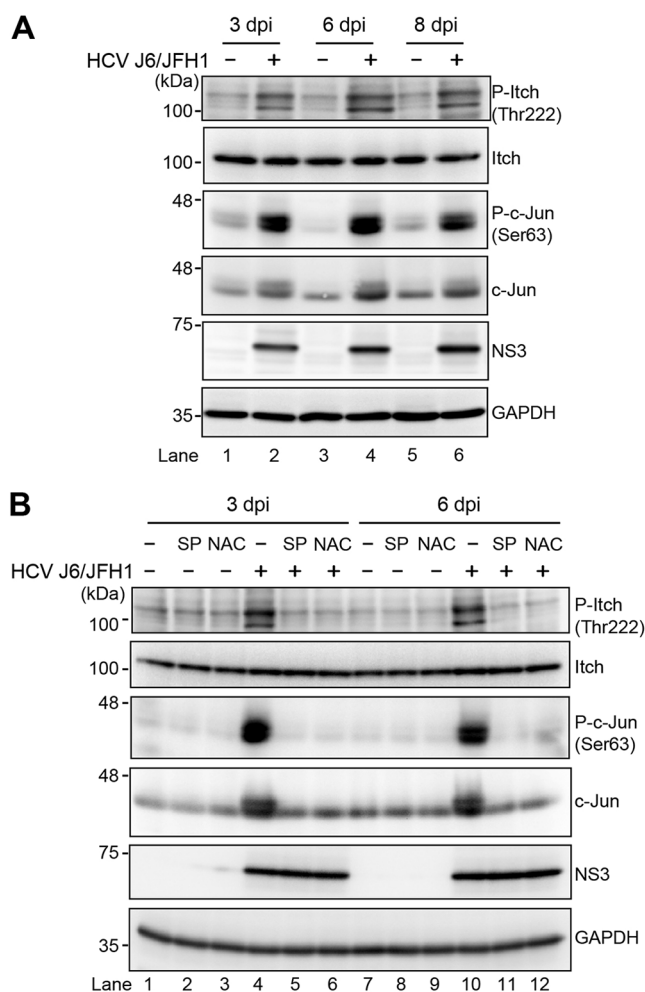 A
3 dpi 6 dpi 8 dpi
HCV J6/JFH1 – + – + – +
(kDa)
P-Itch
100-
(Thr222)
100-
Itch
48-
P-c-Jun
(Ser63)
48-
c-Jun
75-
NS3
35-
GAPDH
Lane 1 2 3 4 5 6
B
3 dpi 6 dpi
– SP NAC – SP NAC – SP NAC – SP NAC
HCV J6/JFH1 – – – + + + – – – + + +
(kDa)
P-Itch
100-
(Thr222)
100-
Itch
48-
P-c-Jun
(Ser63)
48-
c-Jun
75-
NS3
35-
GAPDH
Lane 1 2 3 4 5 6 7 8 9 10 11 12